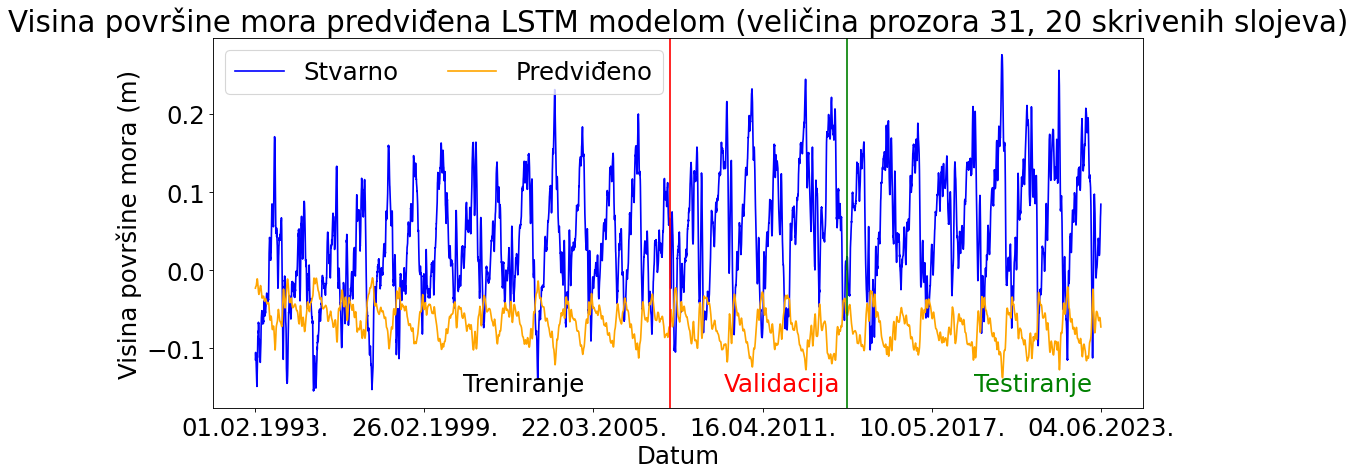 Visina površine mora predviđena LSTM modelom (veličina prozora 31, 20 skrivenih slojeva)
Stvarno
Predviđeno
Visina površine mora (m)
0.2
0.1
0.0
−0.1
Treniranje
Validacija
Testiranje
01.02.1993.
26.02.1999.
22.03.2005.
16.04.2011.
10.05.2017.
04.06.2023.
Datum